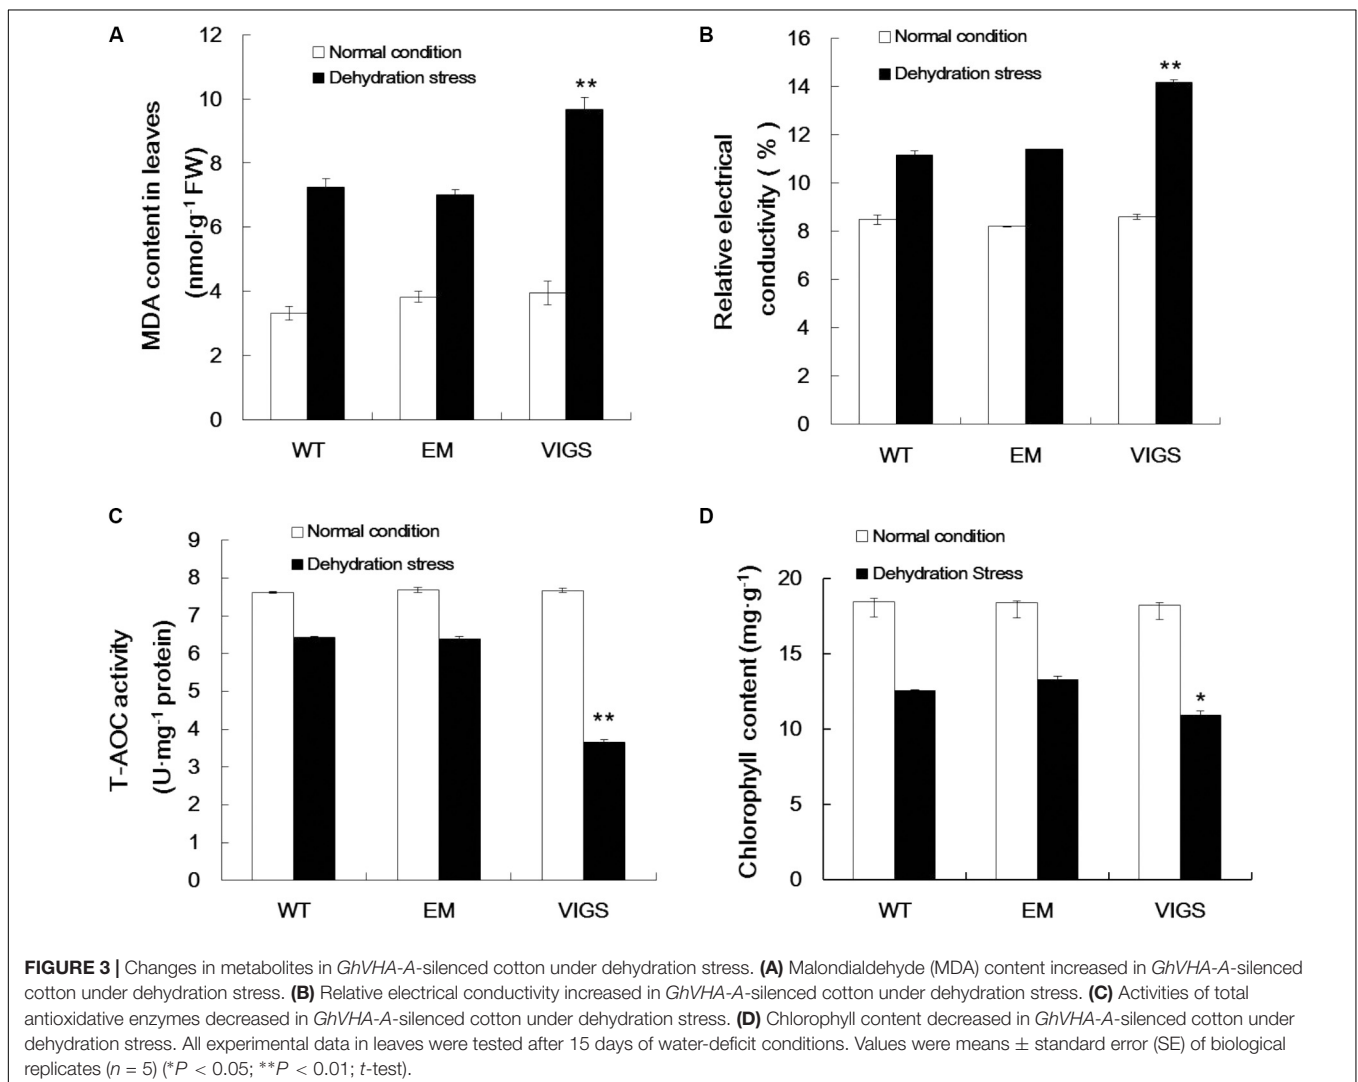 A
12
10
8
6
4
2
0
MDA content in leaves
(nmol·g⁻¹ FW)
Normal condition
Dehydration stress
**
WT EM VIGS
B
16
14
12
10
8
6
4
2
0
Relative electrical
conductivity ( % )
Normal condition
Dehydration stress
**
WT EM VIGS
C
9
8
7
6
5
4
3
2
1
0
T-AOC activity
(U·mg⁻¹ protein)
Normal condition
Dehydration stress
**
WT EM VIGS
D
20
15
10
5
0
Chlorophyll content (mg·g⁻¹)
Normal condition
Dehydration Stress
*
WT EM VIGS
FIGURE 3 | Changes in metabolites in GhVHA-A-silenced cotton under dehydration stress. (A) Malondialdehyde (MDA) content increased in GhVHA-A-silenced
cotton under dehydration stress. (B) Relative electrical conductivity increased in GhVHA-A-silenced cotton under dehydration stress. (C) Activities of total
antioxidative enzymes decreased in GhVHA-A-silenced cotton under dehydration stress. (D) Chlorophyll content decreased in GhVHA-A-silenced cotton under
dehydration stress. All experimental data in leaves were tested after 15 days of water-deficit conditions. Values were means ± standard error (SE) of biological
replicates (n = 5) (*P < 0.05; **P < 0.01; t-test).